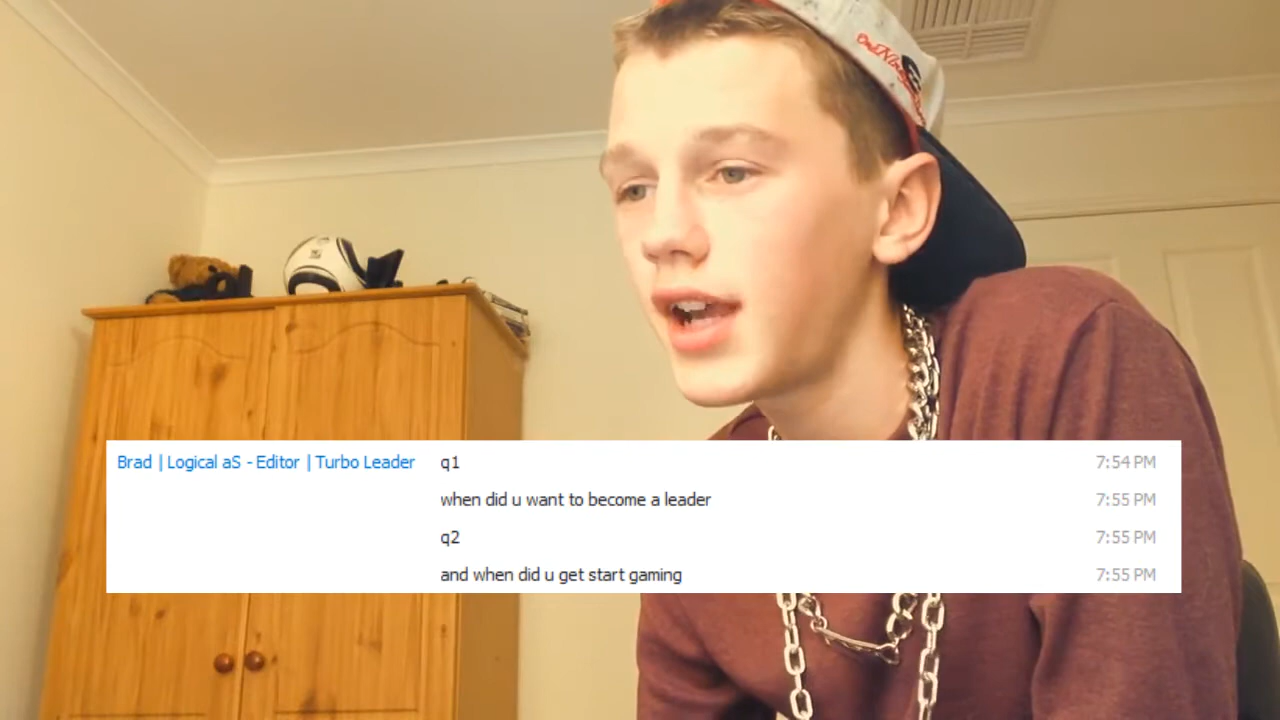 Brad | Logical aS - Editor | Turbo Leader q1 7:54 PM
when did u want to become a leader 7:55 PM
q2 7:55 PM
and when did u get start gaming 7:55 PM